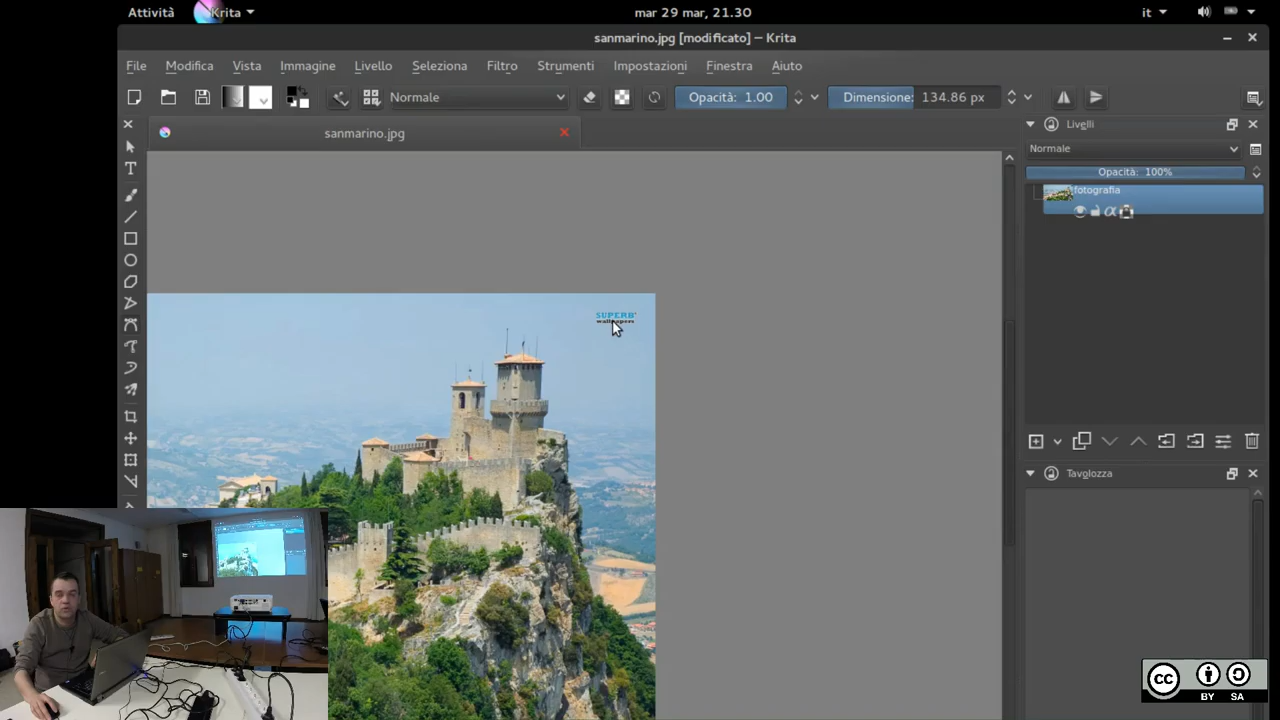 Attività
Krita
mar 29 mar, 21.30
it
sanmarino.jpg [modificato] – Krita
File Modifica Vista Immagine Livello Seleziona Filtro Strumenti Impostazioni Finestra Aiuto
Normale
Opacità: 1.00
Dimensione: 134.86 px
sanmarino.jpg
Livelli
Normale
Opacità: 100%
fotografia
SUPERB
wallpapers
Tavolozza
cc
BY SA